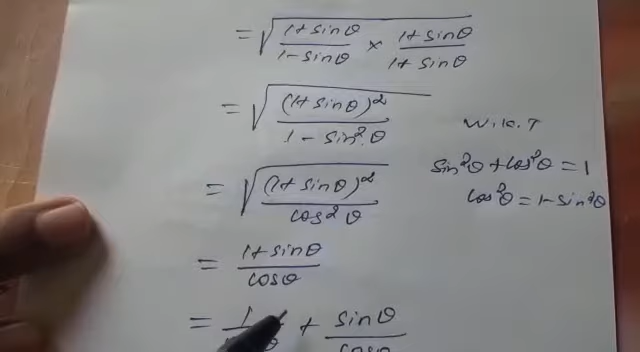 = √(1+sinθ / 1-sinθ × 1+sinθ / 1+sinθ)
= √((1+sinθ)² / 1-sin²θ)
W.K.T
sin²θ+cos²θ=1
= √((1+sinθ)² / cos²θ)
cos²θ=1-sin²θ
= 1+sinθ / cosθ
= 1 / θ + sinθ / cosθ